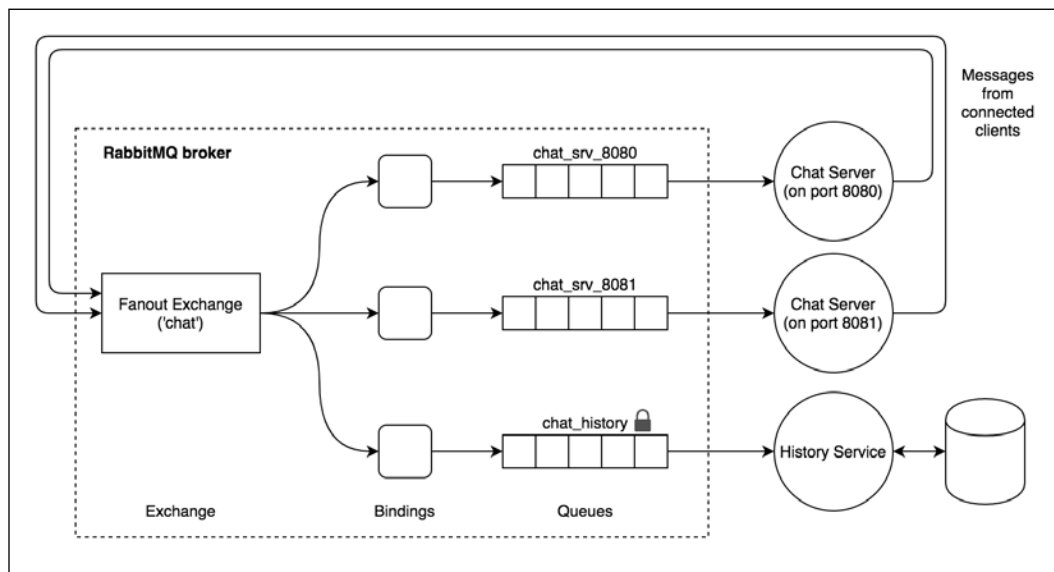 Messages
from
connected
clients
RabbitMQ broker
chat_srv_8080
Chat Server
(on port 8080)
Fanout Exchange
('chat')
chat_srv_8081
Chat Server
(on port 8081)
chat_history
History Service
Exchange
Bindings
Queues